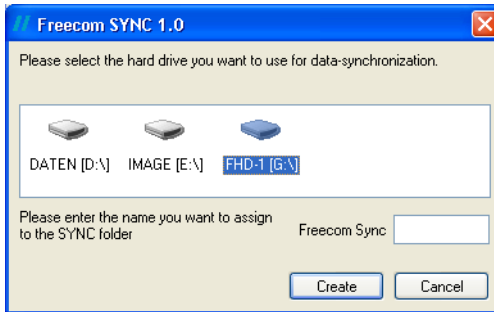 Freecom SYNC 1.0
Please select the hard drive you want to use for data-synchronization.
DATEN [D:\] IMAGE [E:\] FHD-1 [G:\]
Please enter the name you want to assign
to the SYNC folder
Freecom Sync
Create Cancel